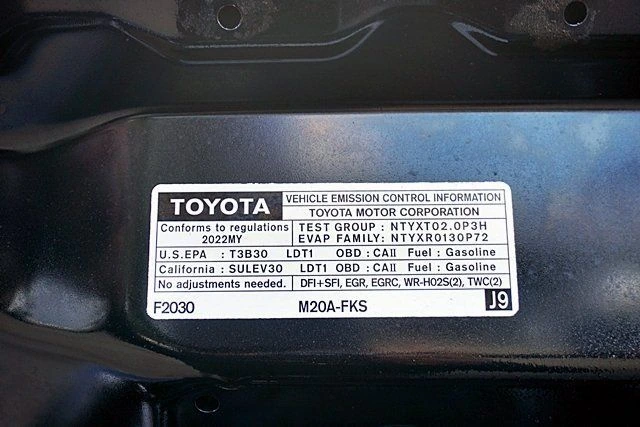 TOYOTA
VEHICLE EMISSION CONTROL INFORMATION
TOYOTA MOTOR CORPORATION
Conforms to regulations
2022MY
TEST GROUP : NTYXT02.0P3H
EVAP FAMILY: NTYXR0130P72
U.S.EPA : T3B30 LDT1 OBD : CAII Fuel : Gasoline
California : SULEV30 LDT1 OBD : CAII Fuel : Gasoline
No adjustments needed. DFI+SFI, EGR, EGRC, WR-HO2S(2), TWC(2)
F2030 M20A-FKS J9